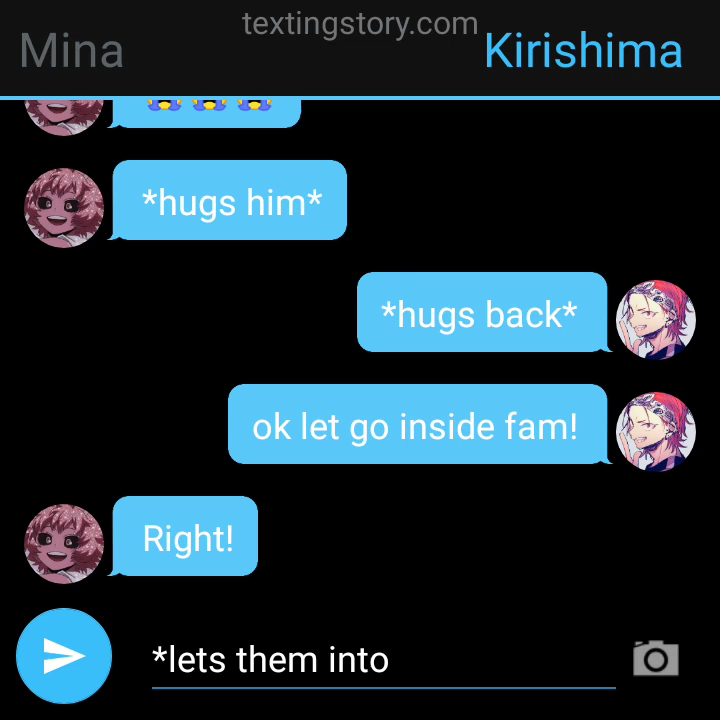 textingstory.com
Mina
Kirishima
*hugs him*
*hugs back*
ok let go inside fam!
Right!
*lets them into